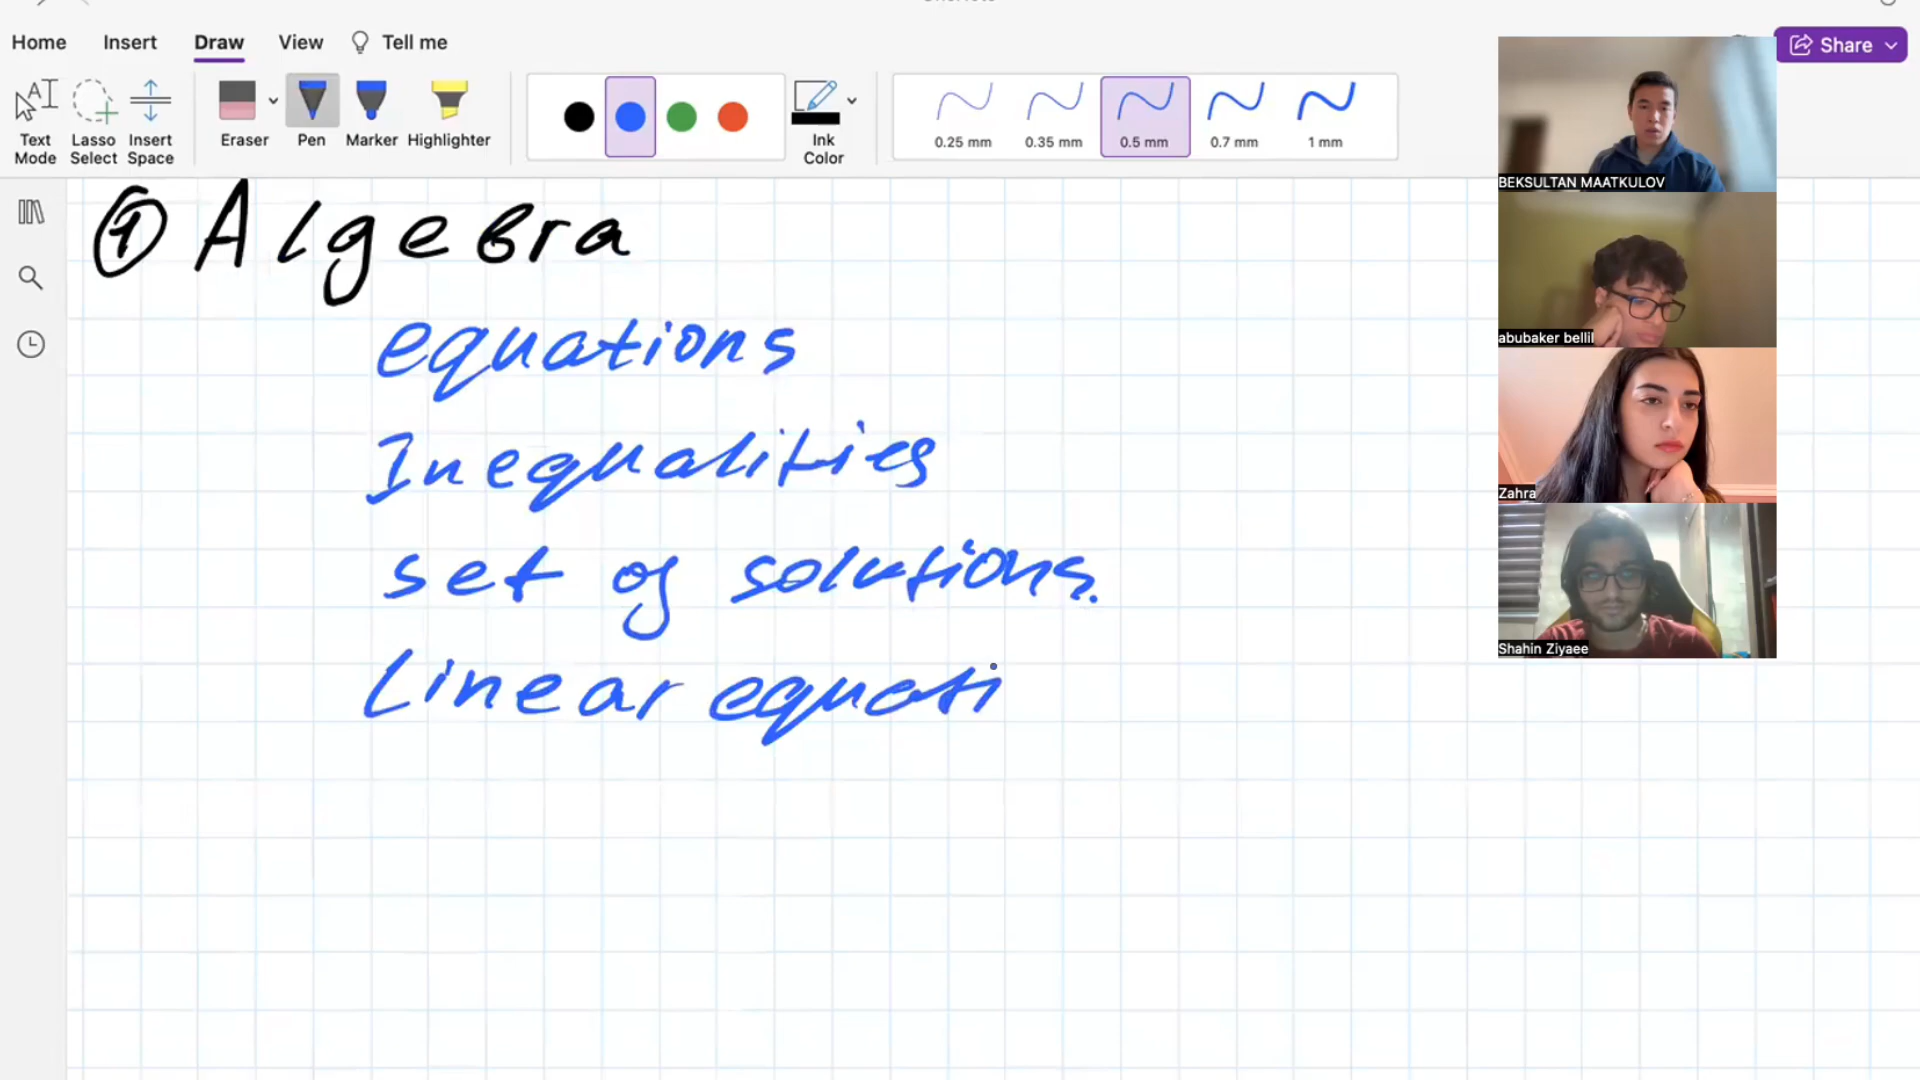 Home Insert Draw View Tell me Share
Text Mode Lasso Select Insert Space Eraser Pen Marker Highlighter Ink Color 0.25 mm 0.35 mm 0.5 mm 0.7 mm 1 mm
BEKSULTAN MAATKULOV
abubaker bellil
Zahra
Shahin Ziyaee
1 Algebra
equations
Inequalities
set of solutions.
Linear equati